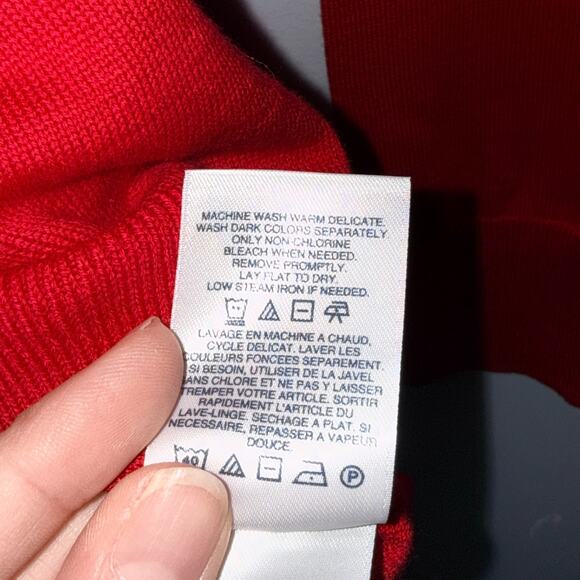 MACHINE WASH WARM DELICATE.
WASH DARK COLORS SEPARATELY.
ONLY NON-CHLORINE
BLEACH WHEN NEEDED.
REMOVE PROMPTLY.
LAY FLAT TO DRY.
LOW STEAM IRON IF NEEDED.
LAVAGE EN MACHINE A CHAUD,
CYCLE DELICAT. LAVER LES
COULEURS FONCEES SEPAREMENT.
SI BESOIN, UTILISER DE LA JAVEL
SANS CHLORE ET NE PAS Y LAISSER
TREMPER VOTRE ARTICLE. SORTIR
RAPIDEMENT L'ARTICLE DU
LAVE-LINGE. SECHAGE A PLAT. SI
NECESSAIRE, REPASSER A VAPEUR
DOUCE.
40 P